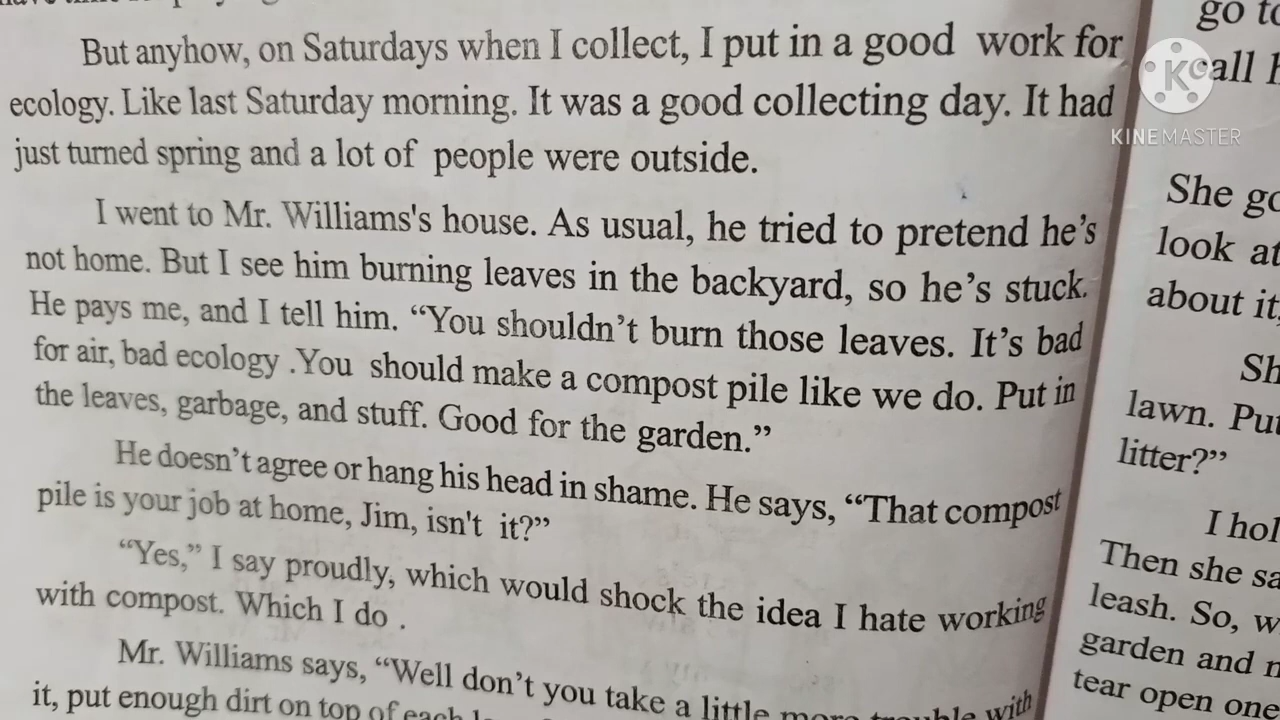 But anyhow, on Saturdays when I collect, I put in a good work for
ecology. Like last Saturday morning. It was a good collecting day. It had
just turned spring and a lot of people were outside.
I went to Mr. Williams's house. As usual, he tried to pretend he's
not home. But I see him burning leaves in the backyard, so he's stuck.
He pays me, and I tell him. “You shouldn't burn those leaves. It's bad
for air, bad ecology .You should make a compost pile like we do. Put in
the leaves, garbage, and stuff. Good for the garden.”
He doesn't agree or hang his head in shame. He says, “That compost
pile is your job at home, Jim, isn't it?”
“Yes,” I say proudly, which would shock the idea I hate working
with compost. Which I do .
Mr. Williams says, “Well don't you take a little more trouble with
it, put enough dirt on top of each
go
call
She
look at
about it,
lawn.
litter?”
I
Then she
leash. So,
garden and
tear open one
K
KINEMASTER